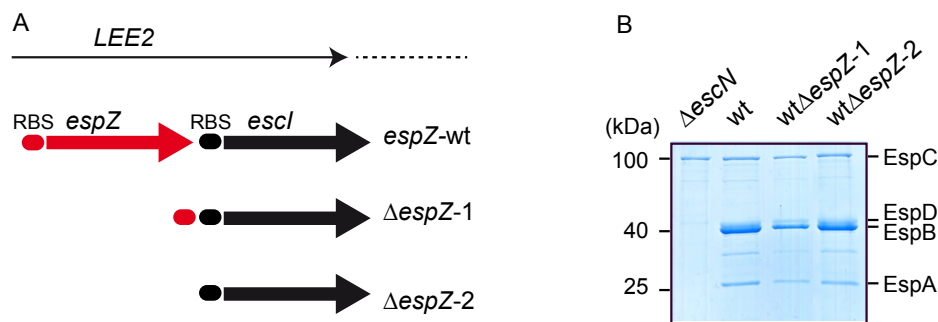 A
LEE2
RBS espZ RBS escI espZ-wt
ΔespZ-1
ΔespZ-2
B
ΔescN wt wtΔespZ-1 wtΔespZ-2
(kDa)
100 EspC
EspD
40 EspB
25 EspA